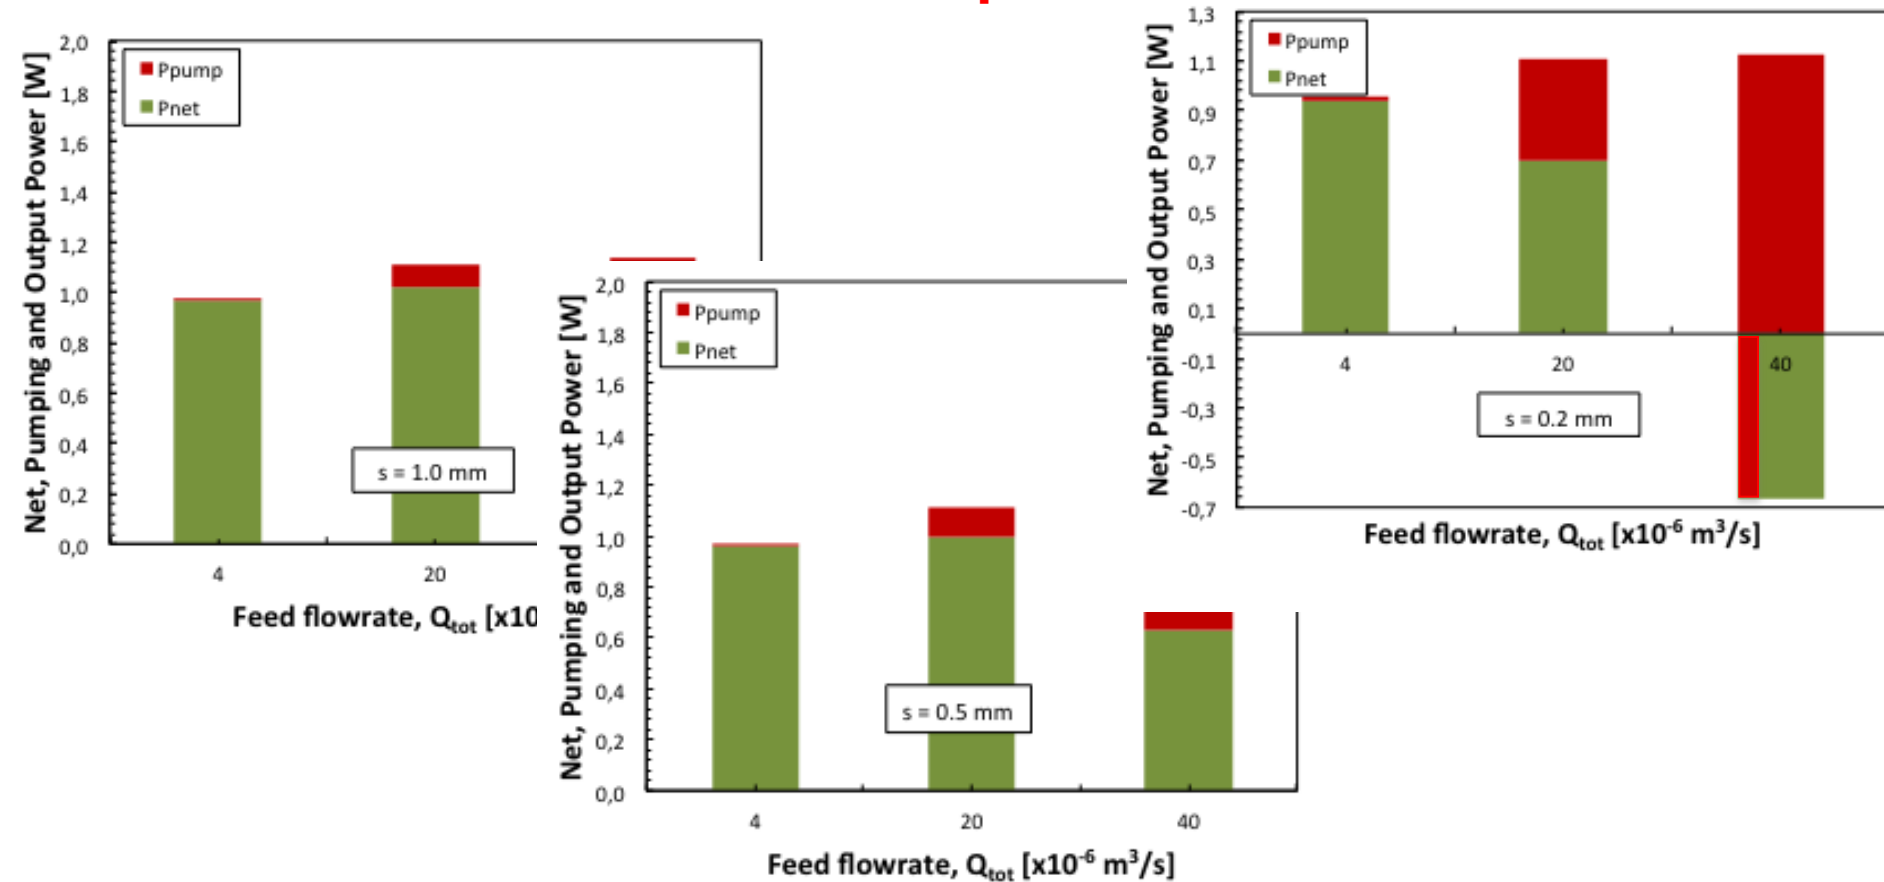 Net, Pumping and Output Power [W]
2,0
1,8
1,6
1,4
1,2
1,0
0,8
0,6
0,4
0,2
0,0
Ppump
Pnet
s = 1.0 mm
4
20
Feed flowrate, Qtot [x10
Net, Pumping and Output Power [W]
2,0
1,8
1,6
1,4
1,2
1,0
0,8
0,6
0,4
0,2
0,0
Ppump
Pnet
s = 0.5 mm
4
20
40
Feed flowrate, Qtot [x10-6 m3/s]
Net, Pumping and Output Power [W]
1,3
1,1
0,9
0,7
0,5
0,3
0,1
-0,1
-0,3
-0,5
-0,7
Ppump
Pnet
4
20
40
s = 0.2 mm
Feed flowrate, Qtot [x10-6 m3/s]